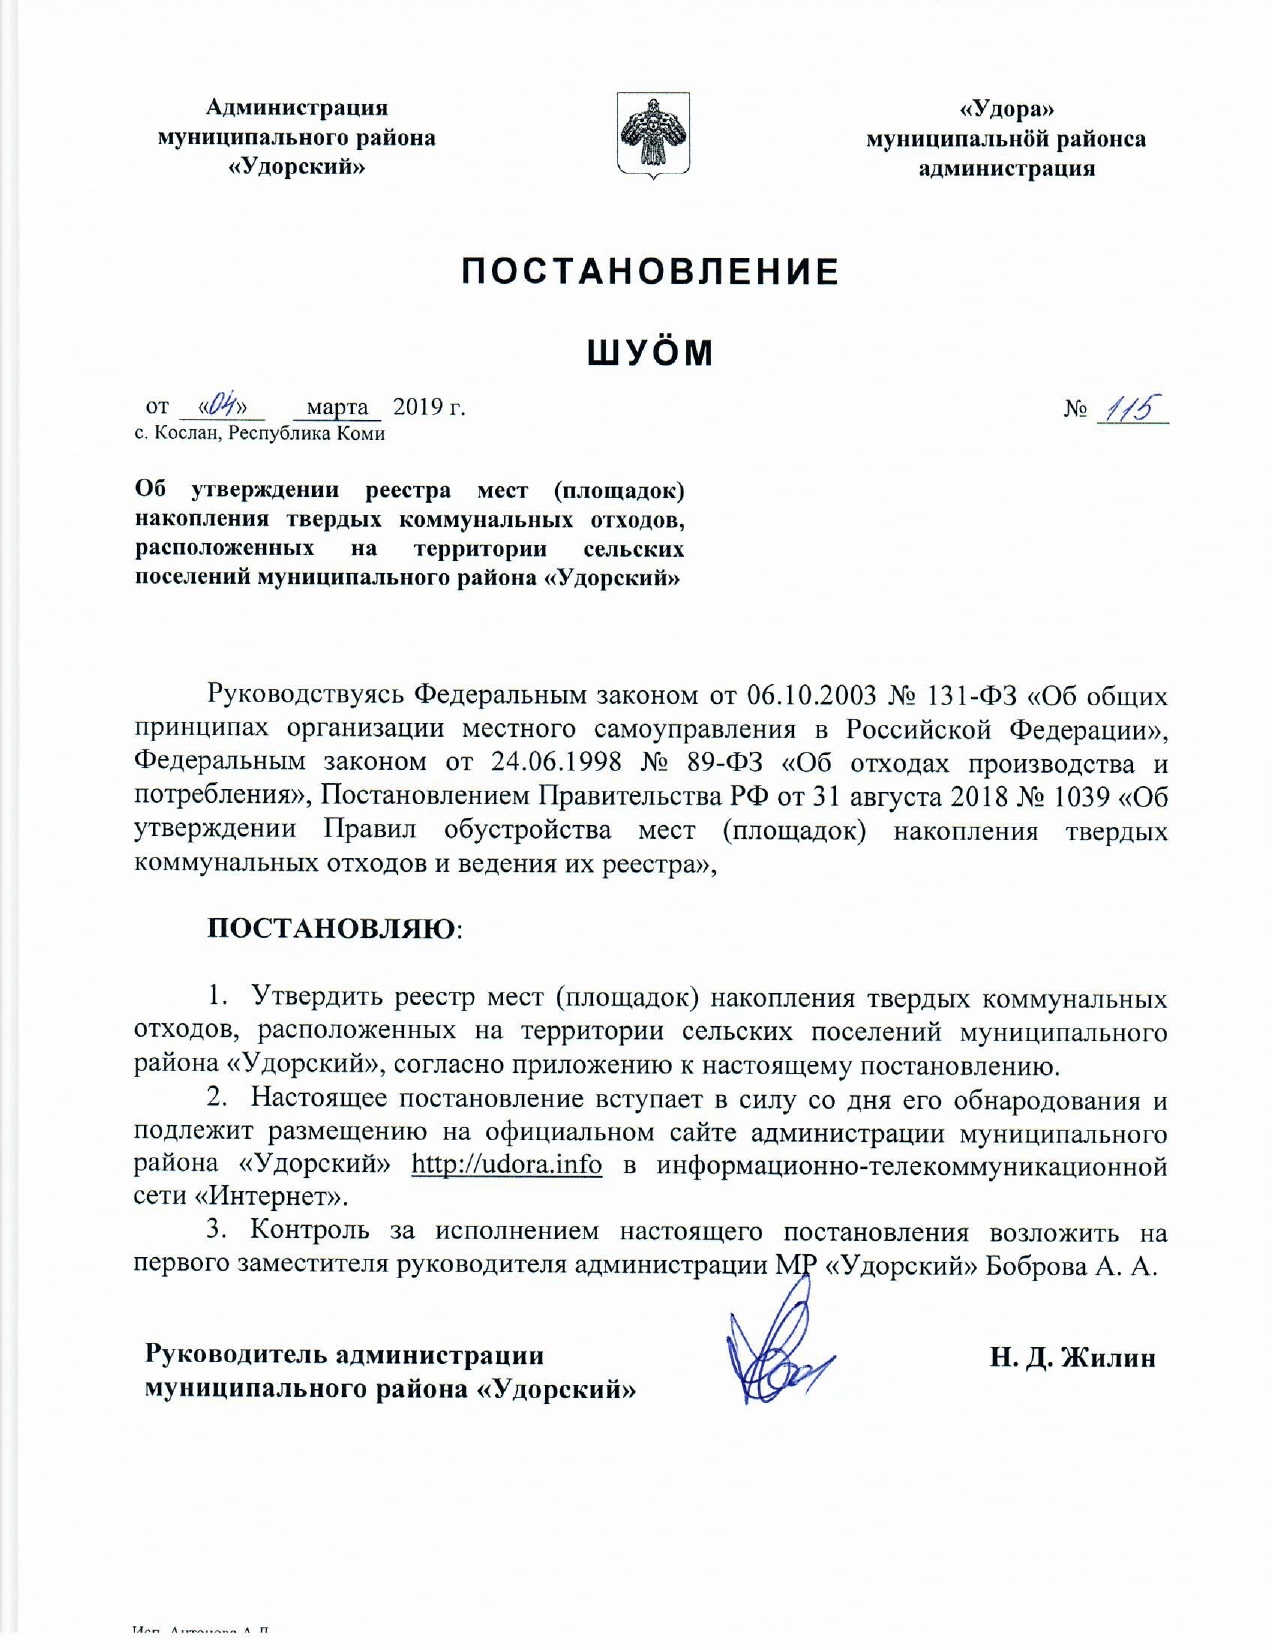 Администрация
муниципального района
«Удорский»
«Удора»
муниципальнӧй районса
администрация
ПОСТАНОВЛЕНИЕ
ШУӦМ
от «04» марта 2019 г.
№ 115
с. Кослан, Республика Коми
Об утверждении реестра мест (площадок)
накопления твердых коммунальных отходов,
расположенных на территории сельских
поселений муниципального района «Удорский»
Руководствуясь Федеральным законом от 06.10.2003 № 131-ФЗ «Об общих
принципах организации местного самоуправления в Российской Федерации»,
Федеральным законом от 24.06.1998 № 89-ФЗ «Об отходах производства и
потребления», Постановлением Правительства РФ от 31 августа 2018 № 1039 «Об
утверждении Правил обустройства мест (площадок) накопления твердых
коммунальных отходов и ведения их реестра»,
ПОСТАНОВЛЯЮ:
1. Утвердить реестр мест (площадок) накопления твердых коммунальных
отходов, расположенных на территории сельских поселений муниципального
района «Удорский», согласно приложению к настоящему постановлению.
2. Настоящее постановление вступает в силу со дня его обнародования и
подлежит размещению на официальном сайте администрации муниципального
района «Удорский» http://udora.info в информационно-телекоммуникационной
сети «Интернет».
3. Контроль за исполнением настоящего постановления возложить на
первого заместителя руководителя администрации МР «Удорский» Боброва А. А.
Руководитель администрации
муниципального района «Удорский»
Н. Д. Жилин